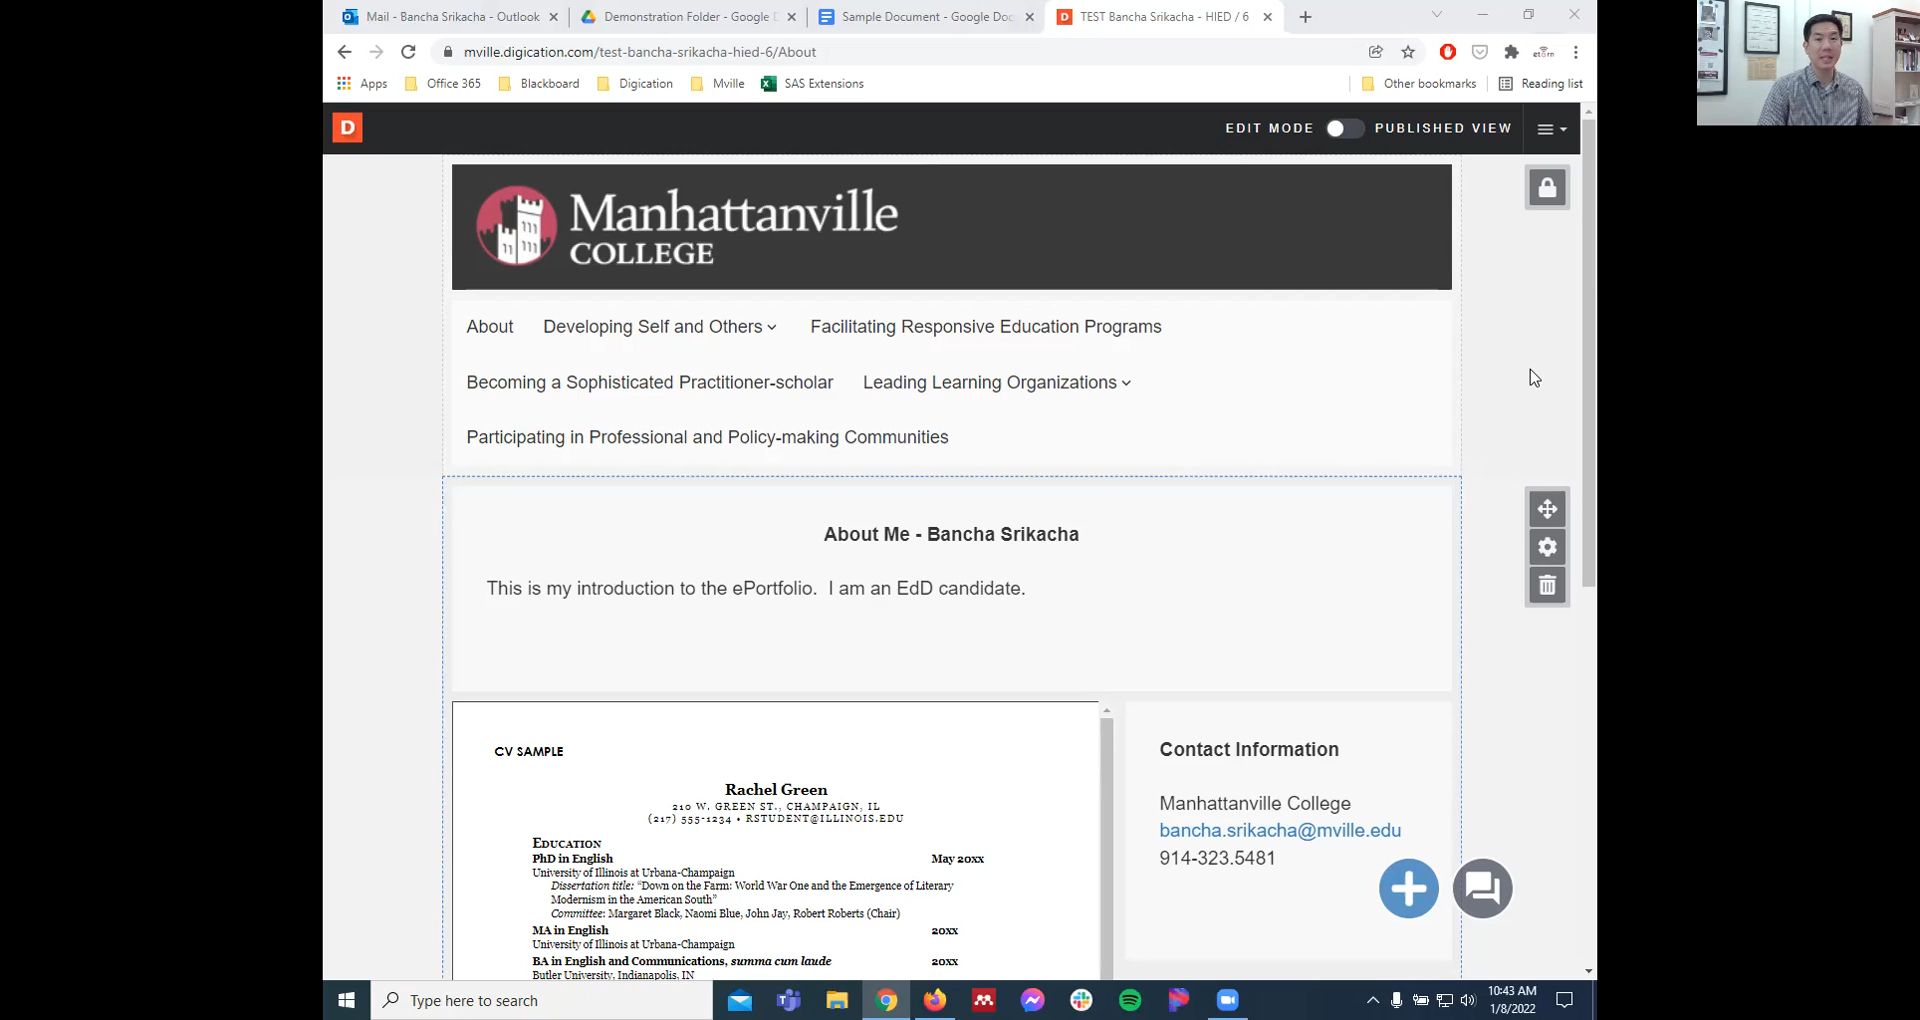 Mail - Bancha Srikacha - Outlook
Demonstration Folder - Google D
Sample Document - Google Doc
TEST Bancha Srikacha - HIED / 6
mville.digication.com/test-bancha-srikacha-hied-6/About
Apps
Office 365
Blackboard
Digication
Mville
SAS Extensions
Other bookmarks
Reading list
D
EDIT MODE
PUBLISHED VIEW
Manhattanville
COLLEGE
About
Developing Self and Others
Facilitating Responsive Education Programs
Becoming a Sophisticated Practitioner-scholar
Leading Learning Organizations
Participating in Professional and Policy-making Communities
About Me - Bancha Srikacha
This is my introduction to the ePortfolio. I am an EdD candidate.
CV SAMPLE
Rachel Green
210 W. GREEN ST., CHAMPAIGN, IL
(217) 555-1234 • RSTUDENT@ILLINOIS.EDU
EDUCATION
PhD in English May 20xx
University of Illinois at Urbana-Champaign
Dissertation title: "Down on the Farm: World War One and the Emergence of Literary
Modernism in the American South"
Committee: Margaret Black, Naomi Blue, John Jay, Robert Roberts (Chair)
MA in English 20xx
University of Illinois at Urbana-Champaign
BA in English and Communications, summa cum laude 20xx
Butler University, Indianapolis, IN
Contact Information
Manhattanville College
bancha.srikacha@mville.edu
914-323.5481
Type here to search
10:43 AM
1/8/2022